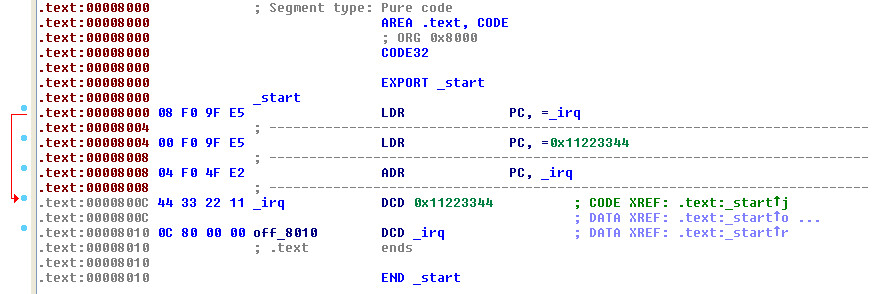 .text:00008000 ; Segment type: Pure code
.text:00008000 AREA .text, CODE
.text:00008000 ; ORG 0x8000
.text:00008000 CODE32
.text:00008000
.text:00008000 EXPORT _start
.text:00008000 _start
.text:00008000 08 F0 9F E5 LDR PC, =_irq
.text:00008004 ; ---------------------------------------------------------------------------
.text:00008004 00 F0 9F E5 LDR PC, =0x11223344
.text:00008008 ; ---------------------------------------------------------------------------
.text:00008008 04 F0 4F E2 ADR PC, _irq
.text:00008008 ; ---------------------------------------------------------------------------
.text:0000800C 44 33 22 11 _irq DCD 0x11223344 ; CODE XREF: .text:_start↑j
.text:0000800C ; DATA XREF: .text:_start↑o ...
.text:00008010 0C 80 00 00 off_8010 DCD _irq ; DATA XREF: .text:_start↑r
.text:00008010 ; .text ends
.text:00008010
.text:00008010 END _start